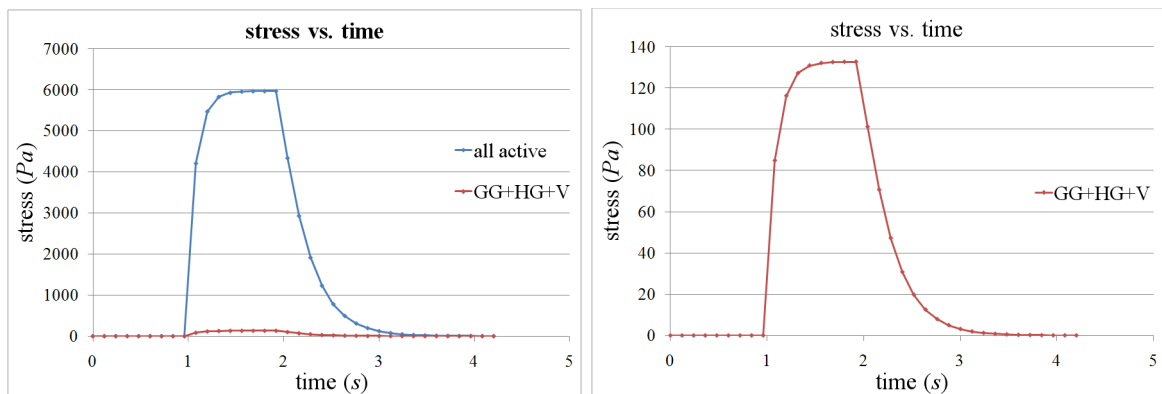 stress vs. time
7000
6000
5000
4000
3000
2000
1000
0
stress (Pa)
0 1 2 3 4 5
time (s)
all active
GG+HG+V
stress vs. time
140
120
100
80
60
40
20
0
stress (Pa)
0 1 2 3 4 5
time (s)
GG+HG+V